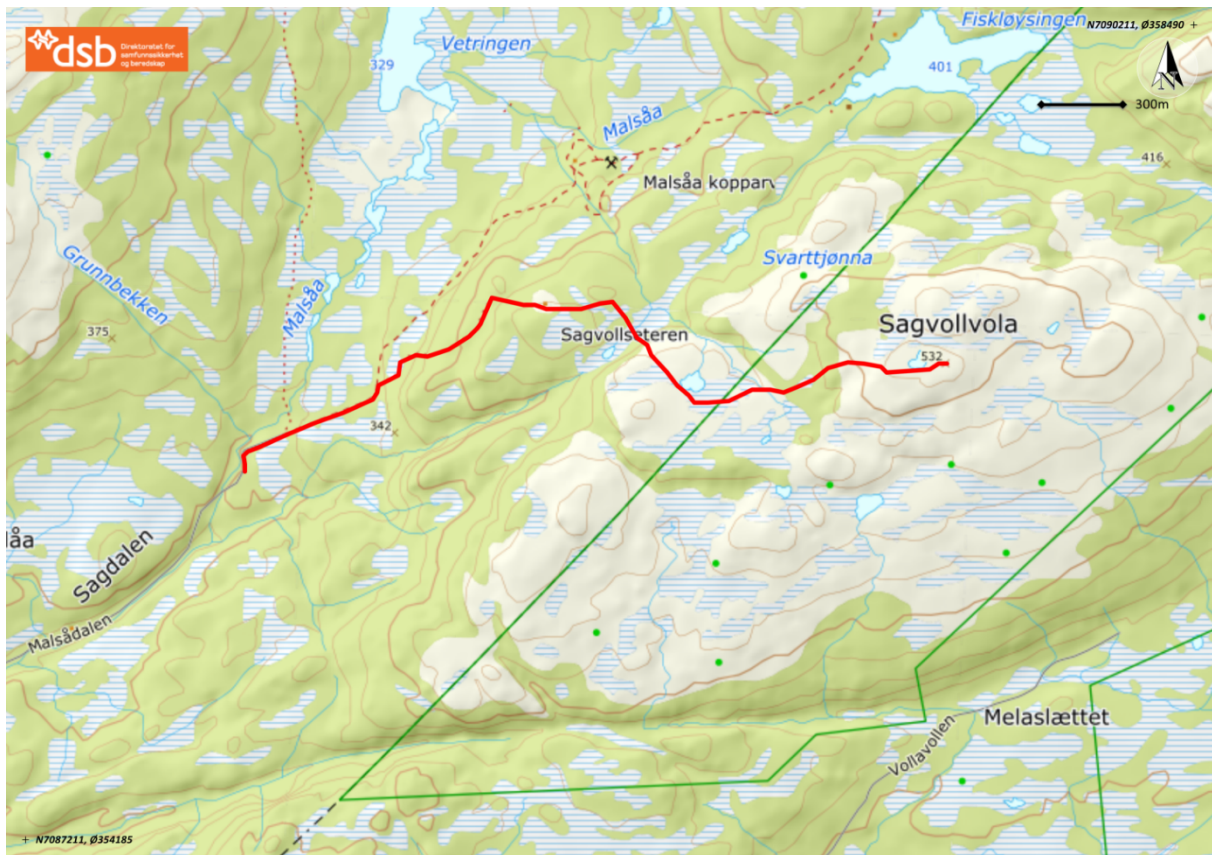 Fiskløysingen
N7090211, Ø358490
dsb
Direktoratet for
samfunnssikkerhet
og beredskap
Vetringen
329
401
N
300m
Malsåa
416
Malsåa koppar
Grunnbekken
Svarttjønna
Malsåa
375
Sagvollvola
Sagvollseteren
532
342
låa
Sagdalen
Malsådalen
Melaslættet
Vollavollen
N7087211, Ø354185